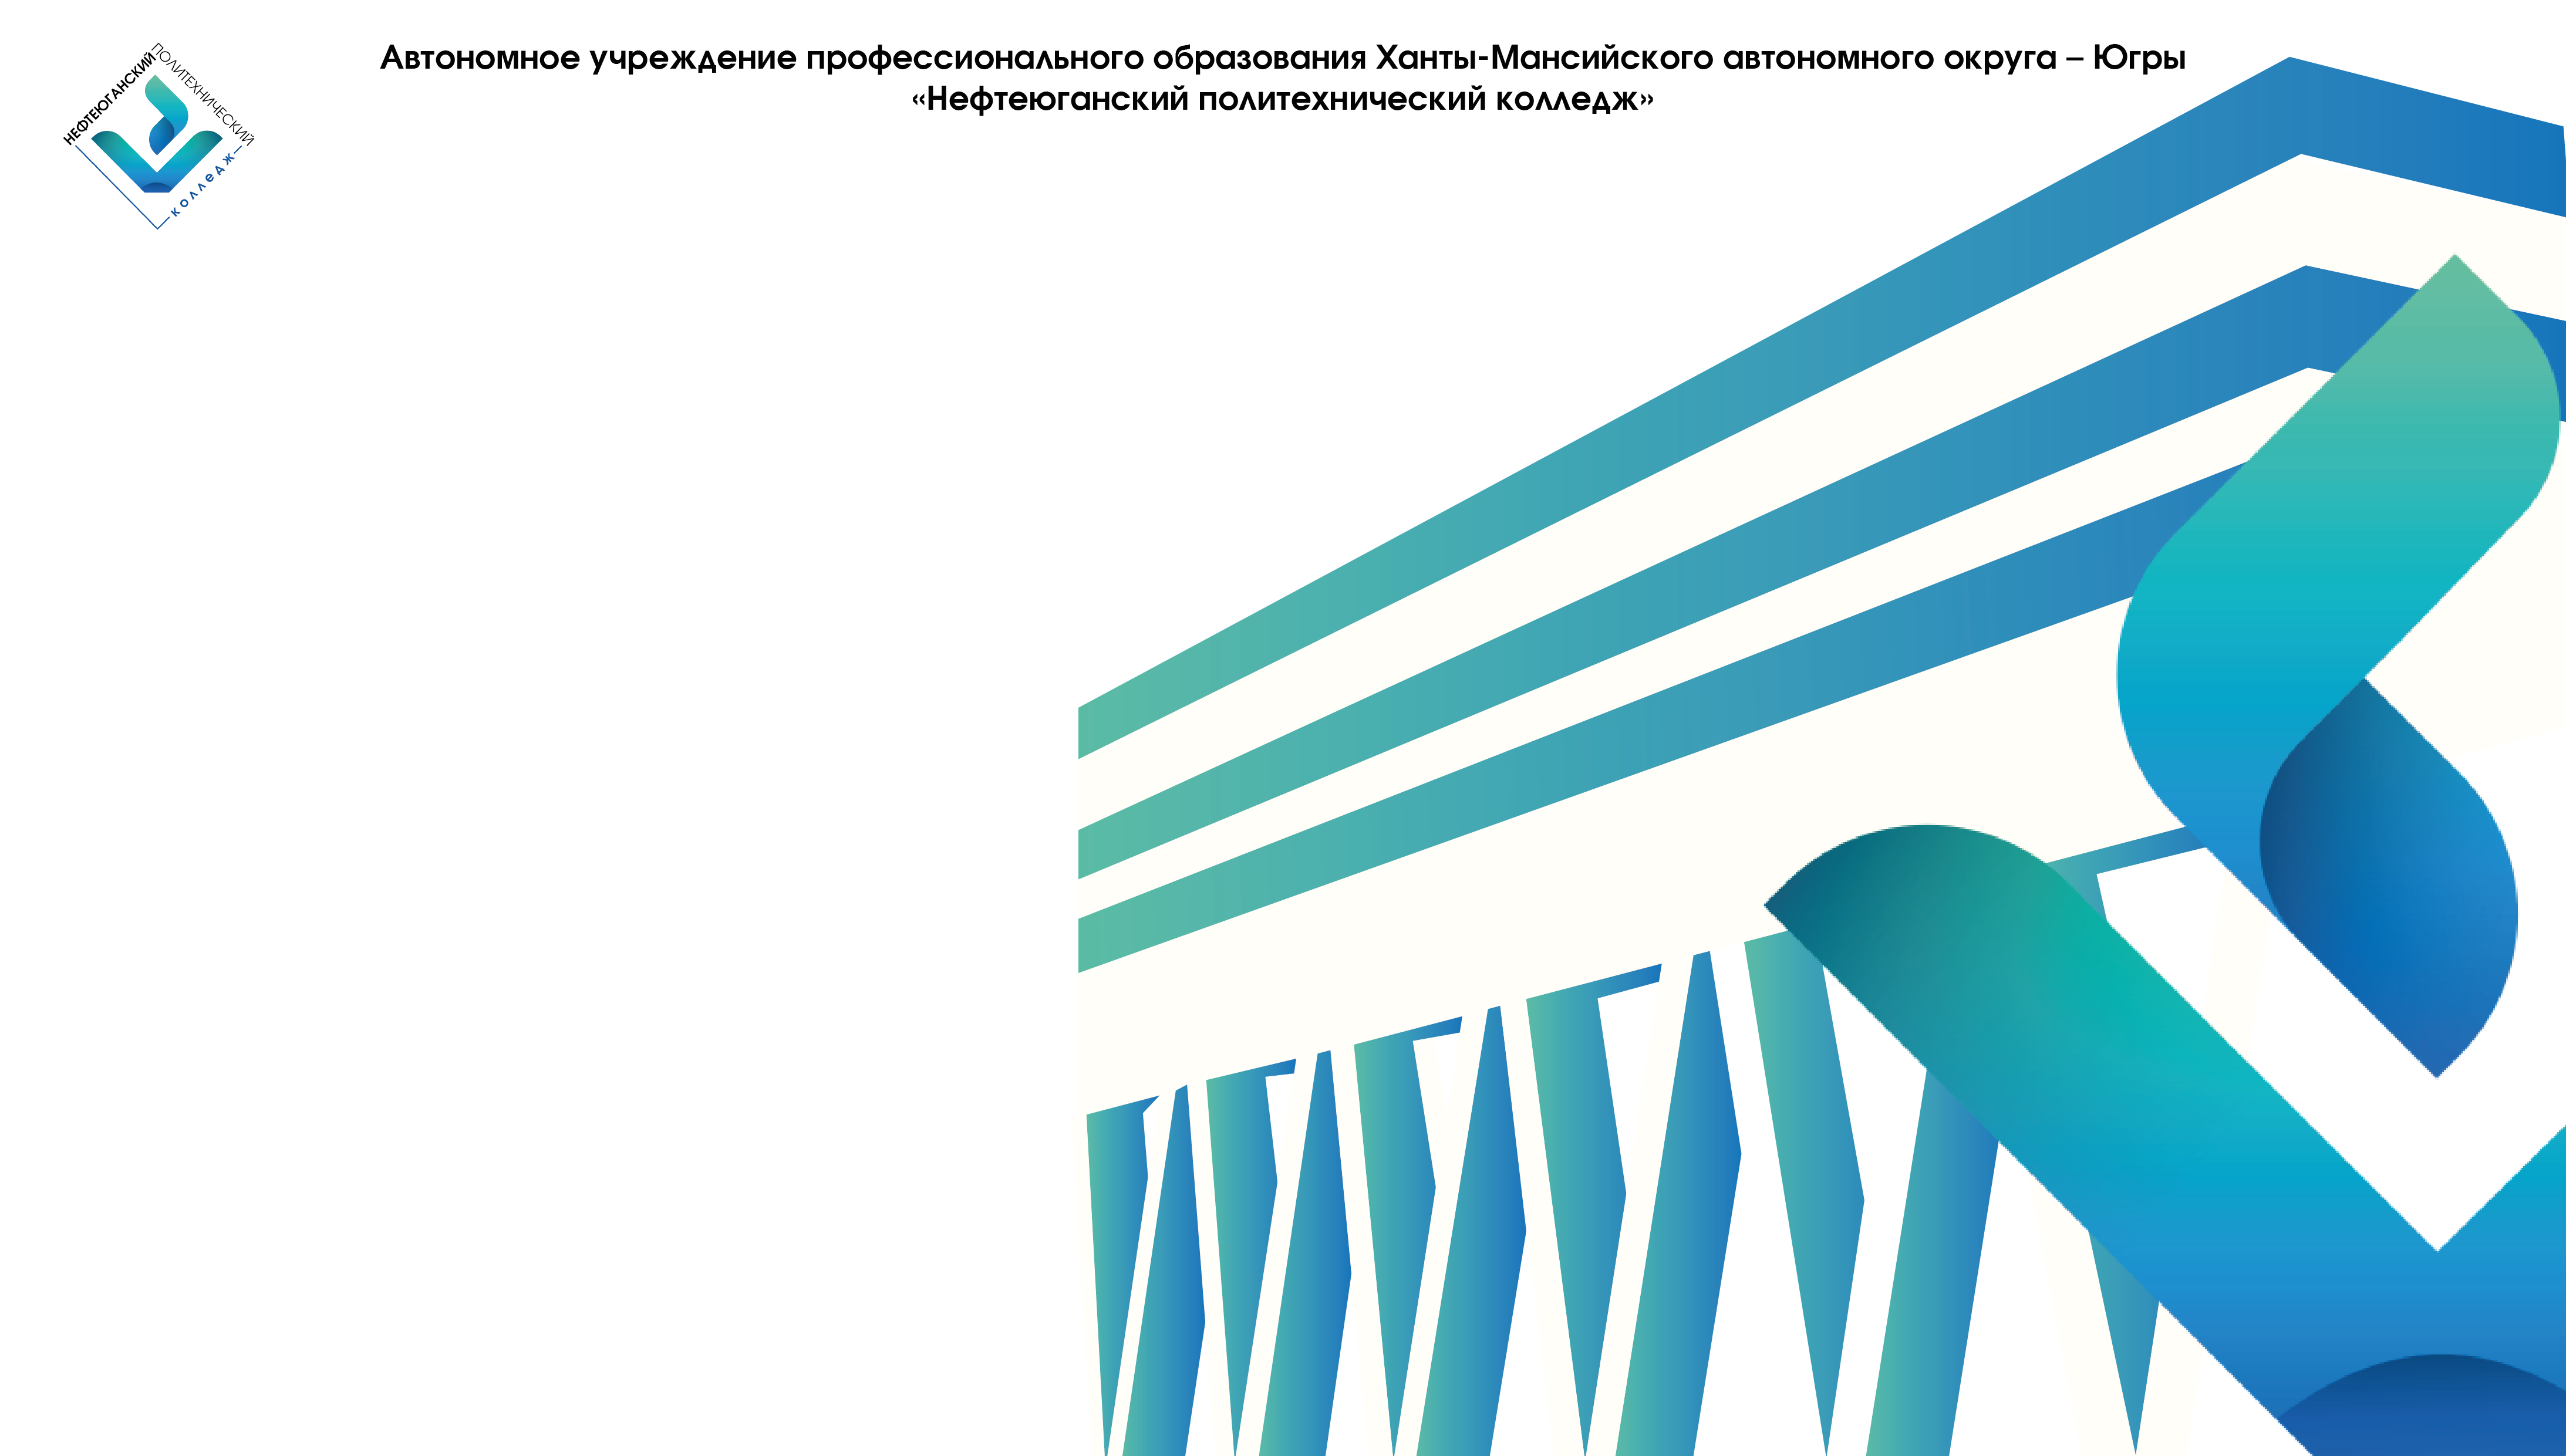 НЕФТЕЮГАНСКИЙ
ПОЛИТЕХНИЧЕСКИЙ
колледж
Автономное учреждение профессионального образования Ханты-Мансийского автономного округа – Югры
«Нефтеюганский политехнический колледж»